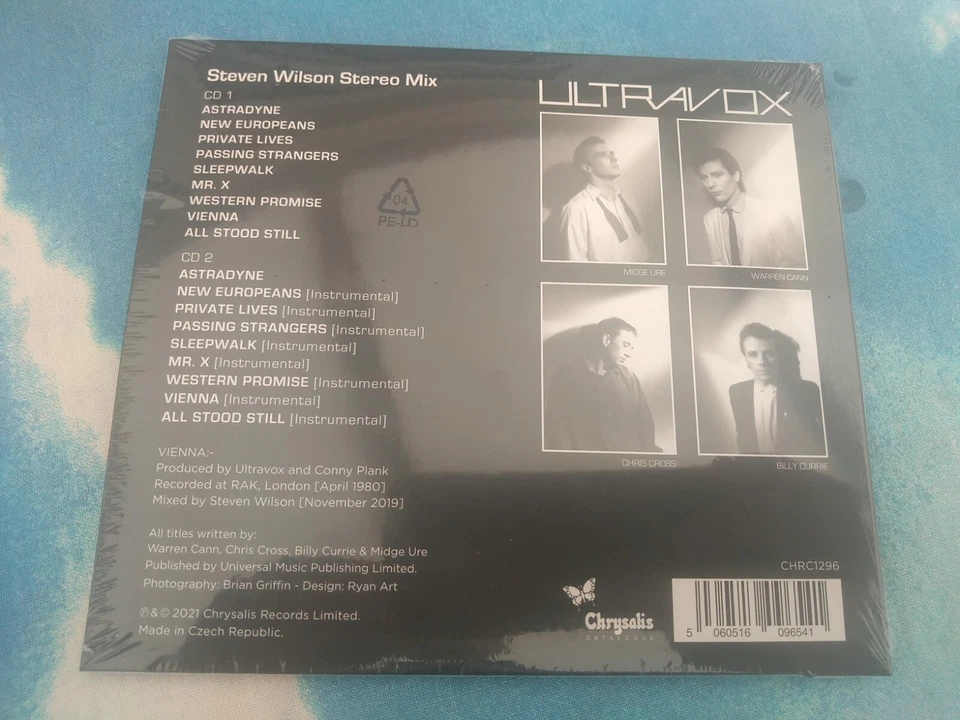 Steven Wilson Stereo Mix
CD 1
ASTRADYNE
NEW EUROPEANS
PRIVATE LIVES
PASSING STRANGERS
SLEEPWALK
MR. X
WESTERN PROMISE
VIENNA
ALL STOOD STILL
CD 2
ASTRADYNE
NEW EUROPEANS [Instrumental]
PRIVATE LIVES [Instrumental]
PASSING STRANGERS [Instrumental]
SLEEPWALK [Instrumental]
MR. X [Instrumental]
WESTERN PROMISE [Instrumental]
VIENNA [Instrumental]
ALL STOOD STILL [Instrumental]
VIENNA:-
Produced by Ultravox and Conny Plank
Recorded at RAK, London [April 1980]
Mixed by Steven Wilson [November 2019]
All titles written by:
Warren Cann, Chris Cross, Billy Currie & Midge Ure
Published by Universal Music Publishing Limited.
Photography: Brian Griffin - Design: Ryan Art
℗&© 2021 Chrysalis Records Limited.
Made in Czech Republic.
04
PE-LD
ULTRAVOX
MIDGE URE
WARREN CANN
CHRIS CROSS
BILLY CURRIE
CHRC1296
Chrysalis
CATALOGUE
5 060516 096541